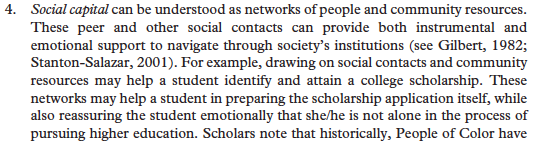 4. Social capital can be understood as networks of people and community resources.
These peer and other social contacts can provide both instrumental and
emotional support to navigate through society's institutions (see Gilbert, 1982;
Stanton-Salazar, 2001). For example, drawing on social contacts and community
resources may help a student identify and attain a college scholarship. These
networks may help a student in preparing the scholarship application itself, while
also reassuring the student emotionally that she/he is not alone in the process of
pursuing higher education. Scholars note that historically, People of Color have